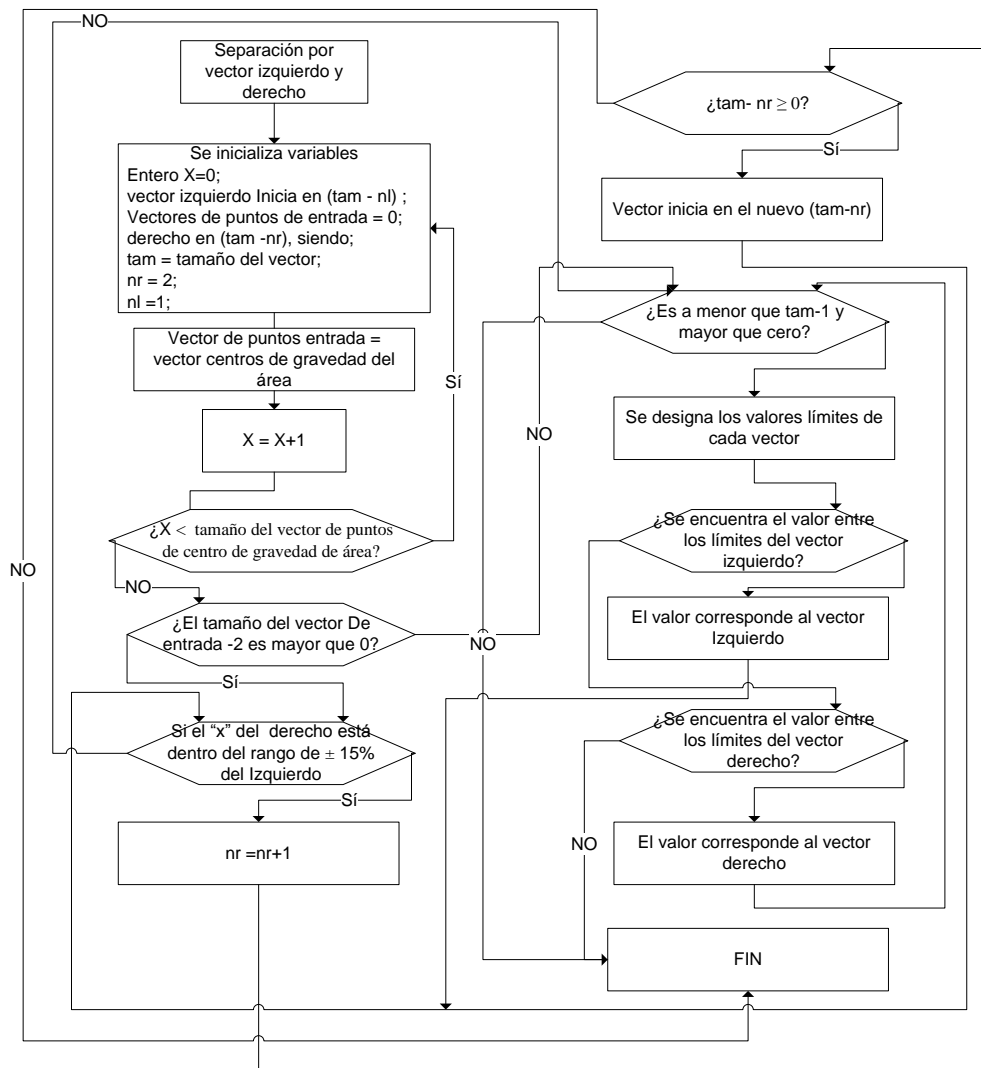 NO
NO
Separación por
vector izquierdo y
derecho
Se inicializa variables
Entero X=0;
vector izquierdo Inicia en (tam - nl) ;
Vectores de puntos de entrada = 0;
derecho en (tam -nr), siendo;
tam = tamaño del vector;
nr = 2;
nl =1;
Vector de puntos entrada =
vector centros de gravedad del
área
Sí
X = X+1
¿X < tamaño del vector de puntos
de centro de gravedad de área?
NO
¿El tamaño del vector De
entrada -2 es mayor que 0?
NO
Sí
Si el “x” del derecho está
dentro del rango de ± 15%
del Izquierdo
Sí
nr =nr+1
¿tam- nr ≥ 0?
Sí
Vector inicia en el nuevo (tam-nr)
¿Es a menor que tam-1 y
mayor que cero?
NO
Se designa los valores límites de
cada vector
¿Se encuentra el valor entre
los límites del vector
izquierdo?
El valor corresponde al vector
Izquierdo
¿Se encuentra el valor entre
los límites del vector
derecho?
NO
El valor corresponde al vector
derecho
FIN